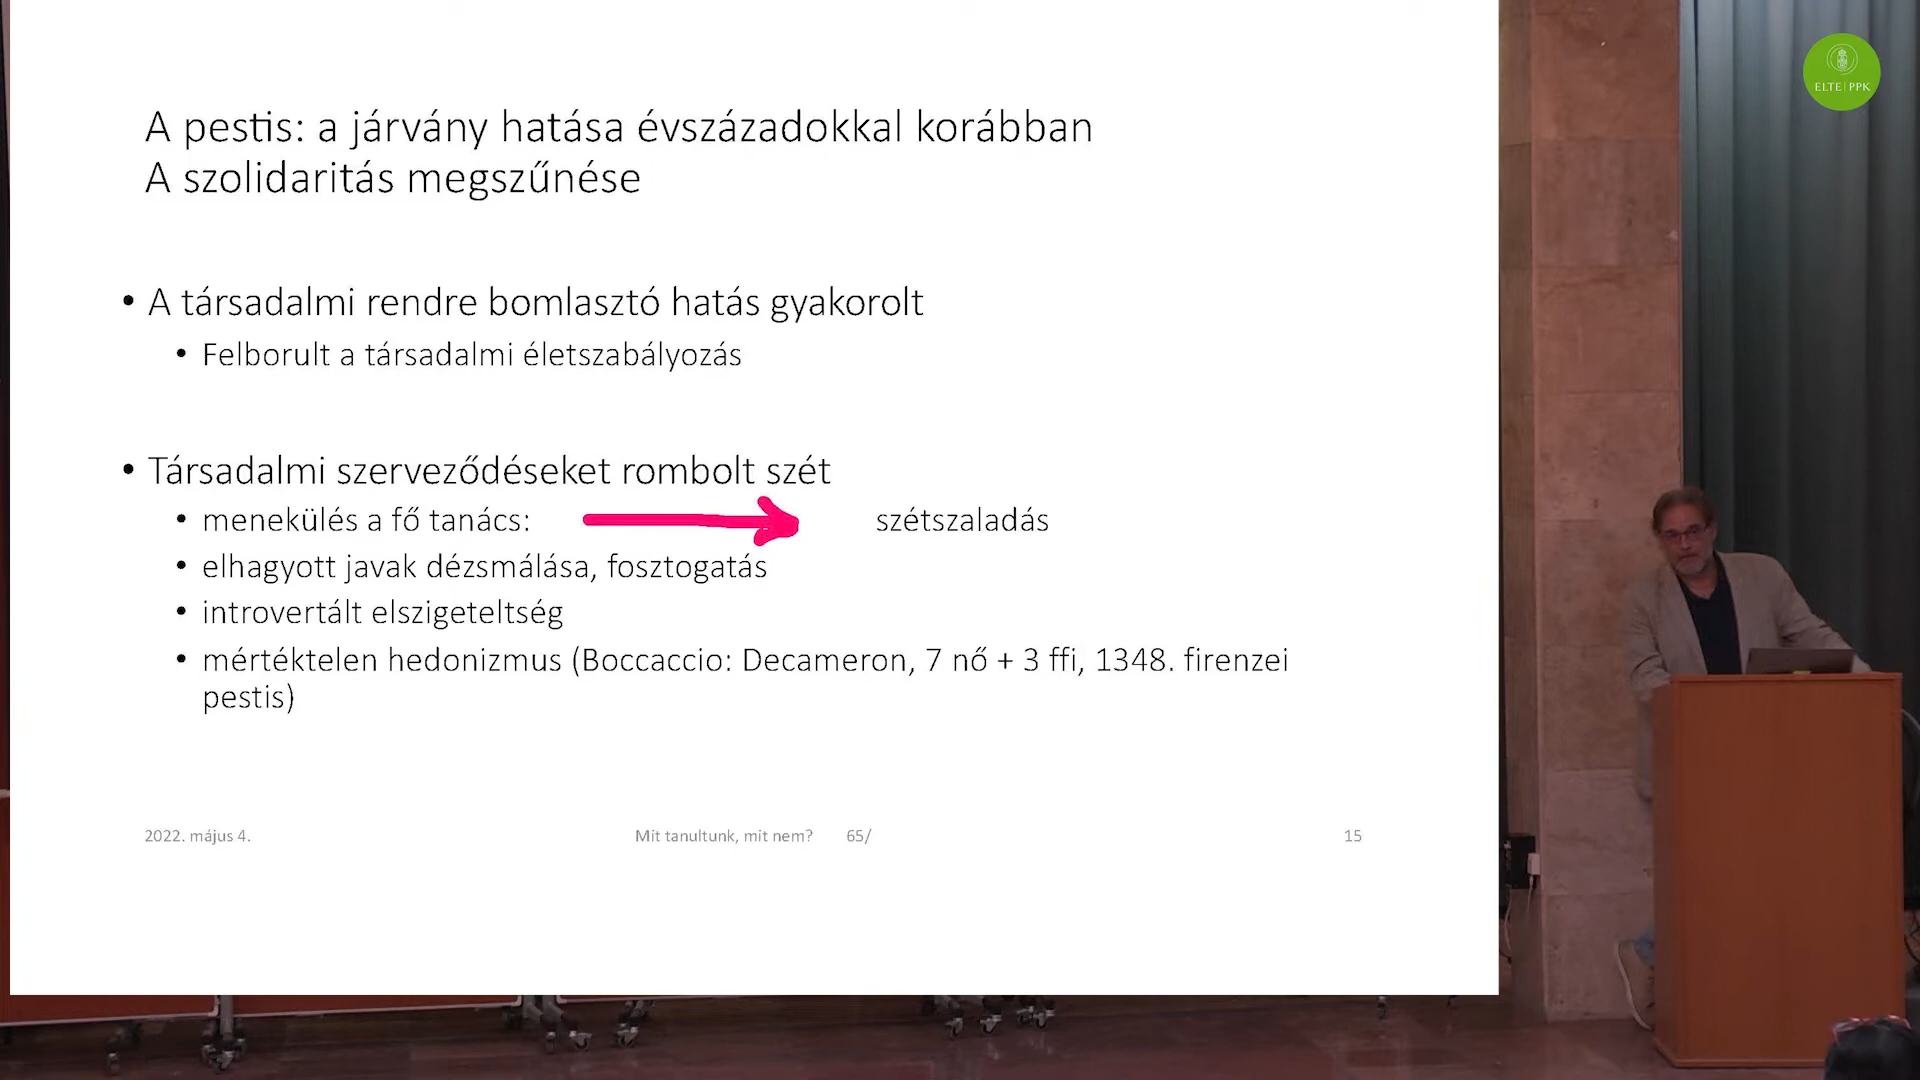 ELTE | PPK
A pestis: a járvány hatása évszázadokkal korábban
A szolidaritás megszűnése
• A társadalmi rendre bomlasztó hatás gyakorolt
• Felborult a társadalmi életszabályozás
• Társadalmi szerveződéseket rombolt szét
• menekülés a fő tanács: szétszaladás
• elhagyott javak dézsmálása, fosztogatás
• introvertált elszigeteltség
• mértéktelen hedonizmus (Boccaccio: Decameron, 7 nő + 3 ffi, 1348. firenzei
pestis)
2022. május 4. Mit tanultunk, mit nem? 65/ 15